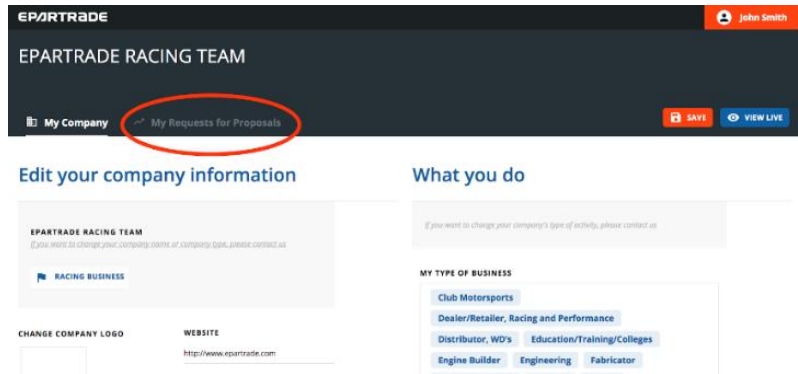 EPARTRADE
John Smith
EPARTRADE RACING TEAM
My Company
My Requests for Proposals
SAVE
VIEW LIVE
Edit your company information
EPARTRADE RACING TEAM
If you want to change your company name or company type, please contact us
RACING BUSINESS
CHANGE COMPANY LOGO
WEBSITE
http://www.epartrade.com
What you do
If you want to change your company's type of activity, please contact us
MY TYPE OF BUSINESS
Club Motorsports
Dealer/Retailer, Racing and Performance
Distributor, WD's Education/Training/Colleges
Engine Builder Engineering Fabricator